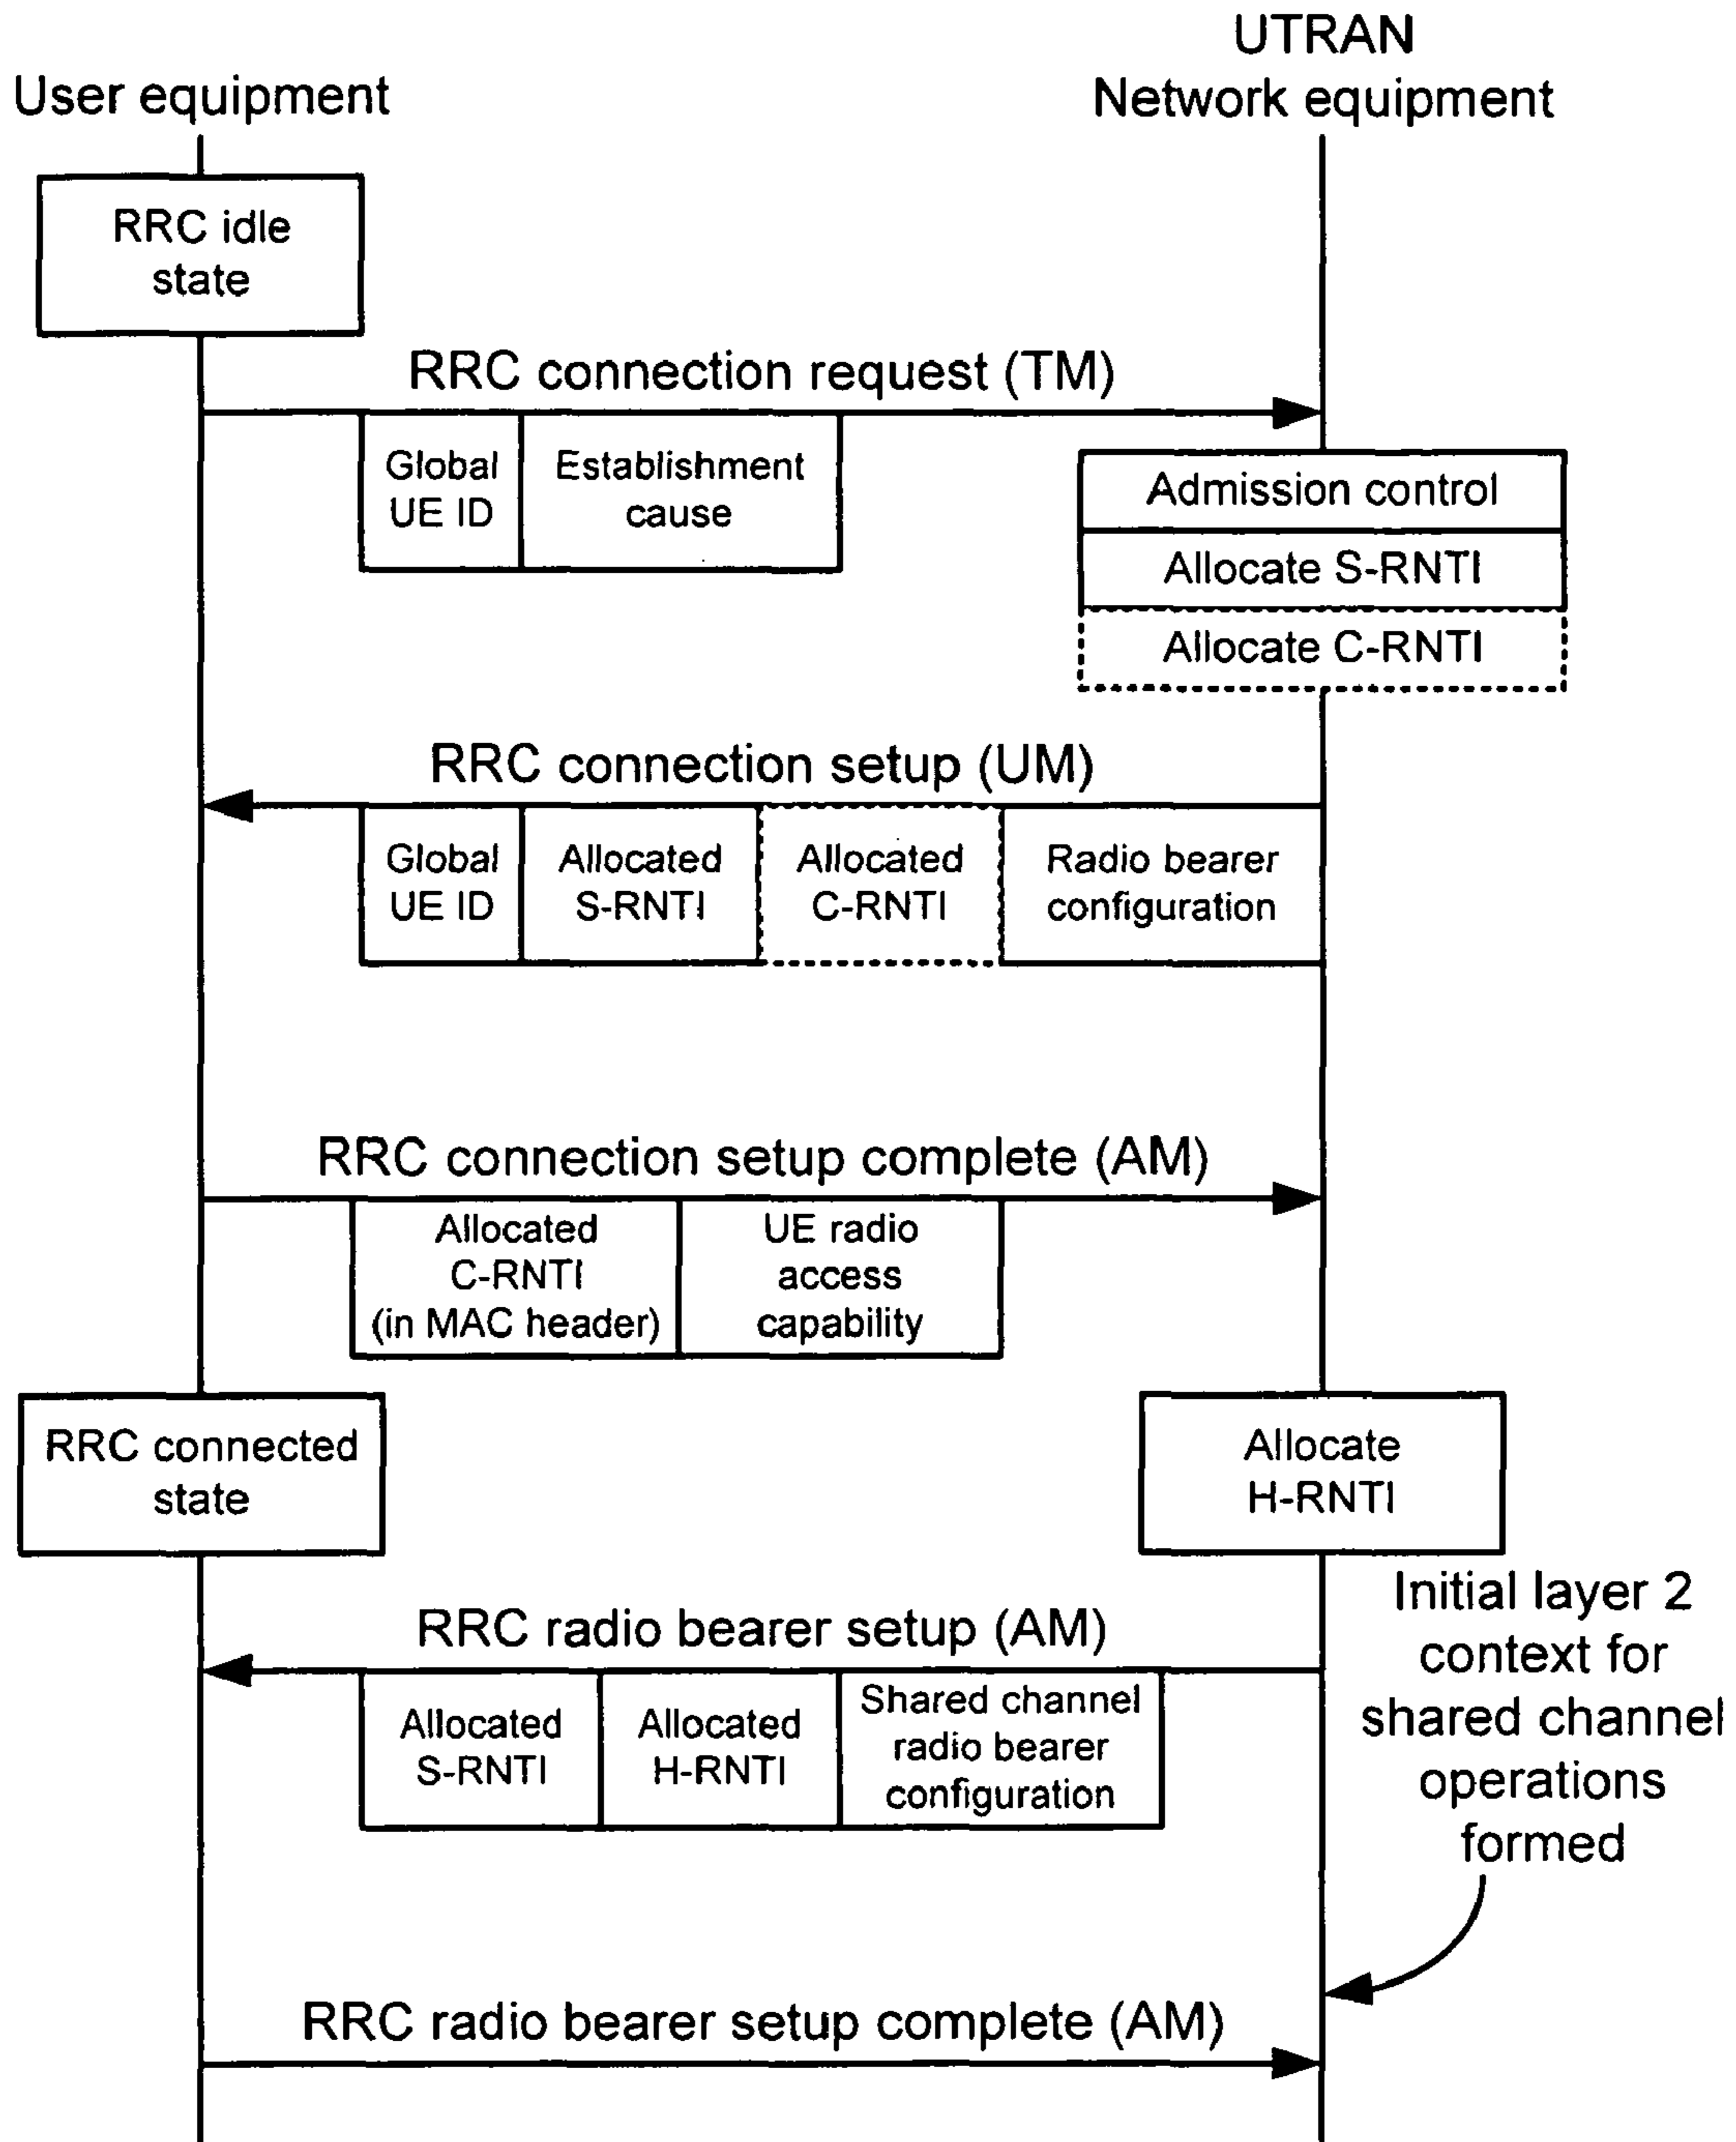 UTRAN
User equipment
Network equipment
RRC idle
state
RRC connection request (TM)
Global
UE ID
Establishment
cause
Admission control
Allocate S-RNTI
Allocate C-RNTI
RRC connection setup (UM)
Global
UE ID
Allocated
S-RNTI
Allocated
C-RNTI
Radio bearer
configuration
RRC connection setup complete (AM)
Allocated
C-RNTI
(in MAC header)
UE radio
access
capability
RRC connected
state
Allocate
H-RNTI
Initial layer 2
context for
shared channel
operations
formed
RRC radio bearer setup (AM)
Allocated
S-RNTI
Allocated
H-RNTI
Shared channel
radio bearer
configuration
RRC radio bearer setup complete (AM)